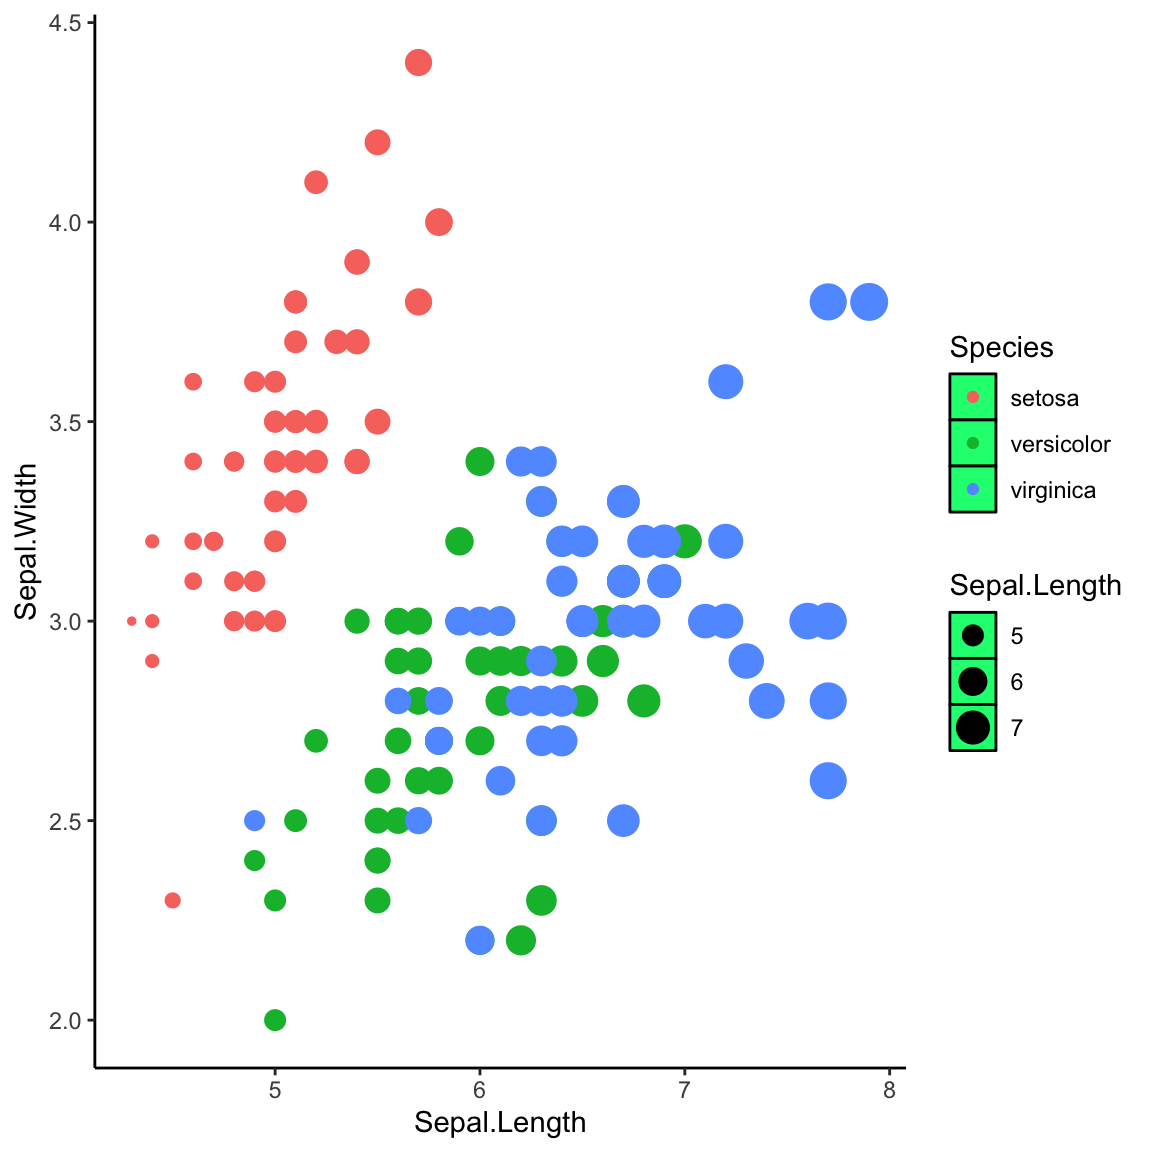 4.5
4.0
3.5
3.0
2.5
2.0
Sepal.Width
5 6 7 8
Sepal.Length
Species
setosa
versicolor
virginica
Sepal.Length
5
6
7